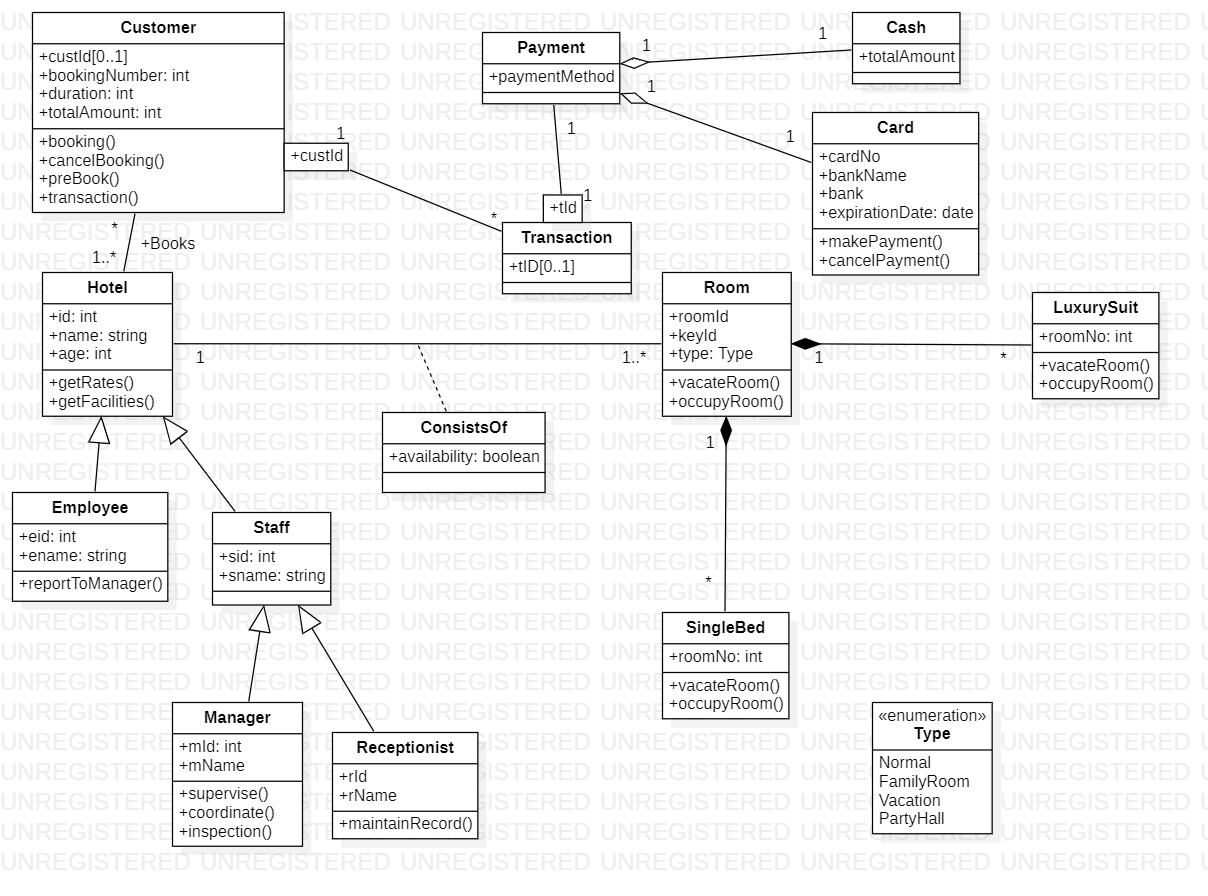 Customer
+custId[0..1]
+bookingNumber: int
+duration: int
+totalAmount: int
+booking()
+cancelBooking()
+preBook()
+transaction()
1
+custId
*
*
+Books
1..*
Payment
+paymentMethod
1
1
1
1
Cash
+totalAmount
Card
+cardNo
+bankName
+bank
+expirationDate: date
+makePayment()
+cancelPayment()
1
1
+tId
Transaction
+tID[0..1]
Hotel
+id: int
+name: string
+age: int
+getRates()
+getFacilities()
1
1..*
Room
+roomId
+keyId
+type: Type
+vacateRoom()
+occupyRoom()
1
*
LuxurySuit
+roomNo: int
+vacateRoom()
+occupyRoom()
ConsistsOf
+availability: boolean
1
*
Employee
+eid: int
+ename: string
+reportToManager()
Staff
+sid: int
+sname: string
SingleBed
+roomNo: int
+vacateRoom()
+occupyRoom()
Manager
+mId: int
+mName
+supervise()
+coordinate()
+inspection()
Receptionist
+rId
+rName
+maintainRecord()
«enumeration»
Type
Normal
FamilyRoom
Vacation
PartyHall
UNREGISTERED